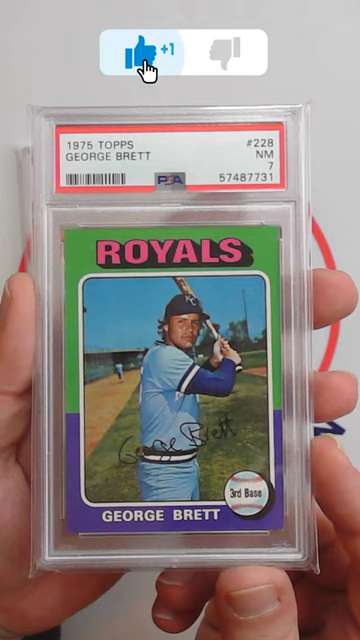 +1
1975 TOPPS #228
GEORGE BRETT NM
7
PSA 57487731
ROYALS
KC
George Brett
3rd Base
GEORGE BRETT